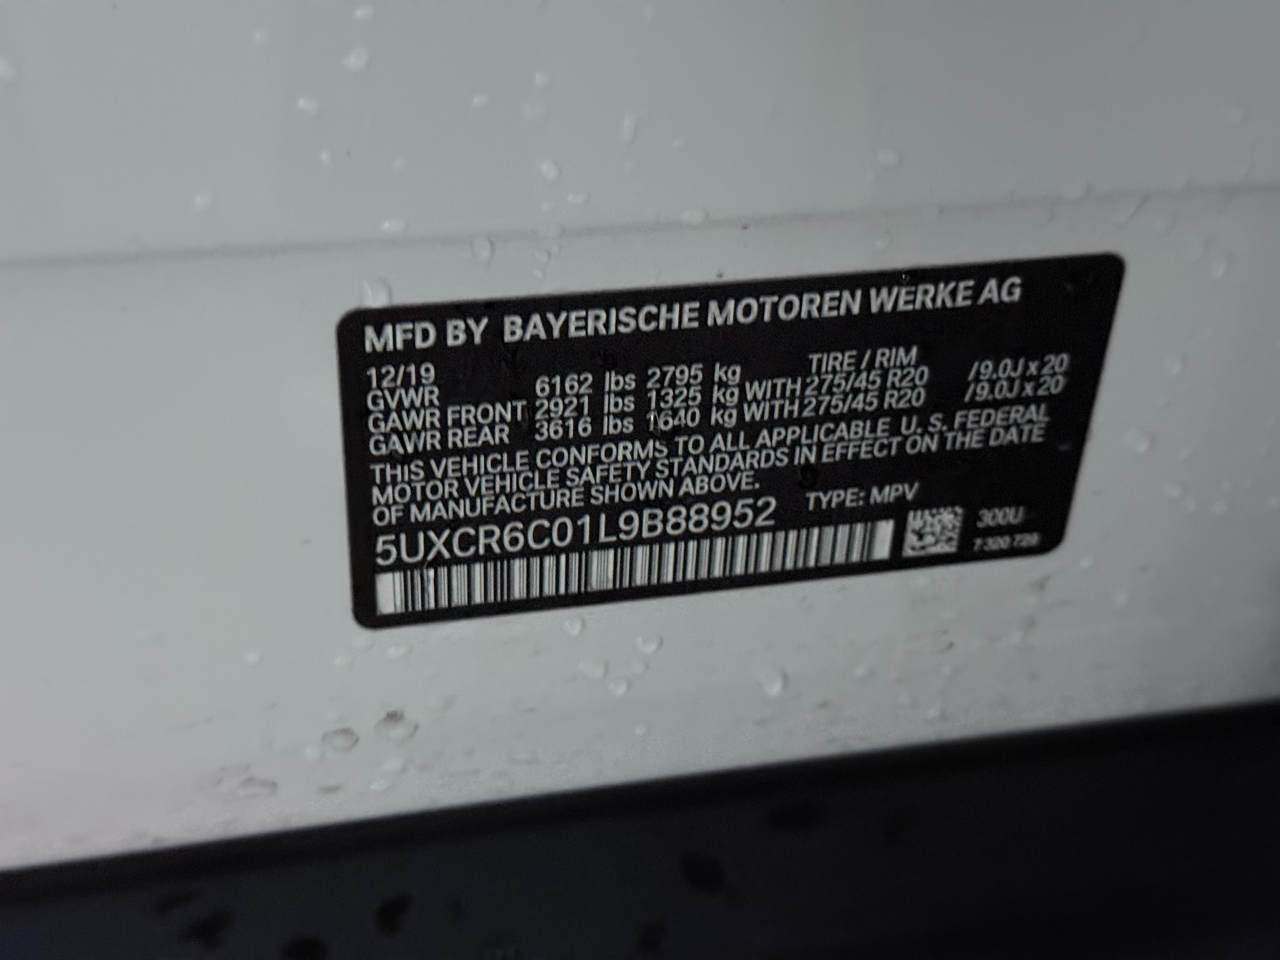 MFD BY BAYERISCHE MOTOREN WERKE AG
12/19 TIRE / RIM
GVWR 6162 lbs 2795 kg
GAWR FRONT 2921 lbs 1325 kg WITH 275/45 R20 /9.0J x 20
GAWR REAR 3616 lbs 1640 kg WITH 275/45 R20 /9.0J x 20
THIS VEHICLE CONFORMS TO ALL APPLICABLE U. S. FEDERAL
MOTOR VEHICLE SAFETY STANDARDS IN EFFECT ON THE DATE
OF MANUFACTURE SHOWN ABOVE.
5UXCR6C01L9B88952 TYPE: MPV
300U